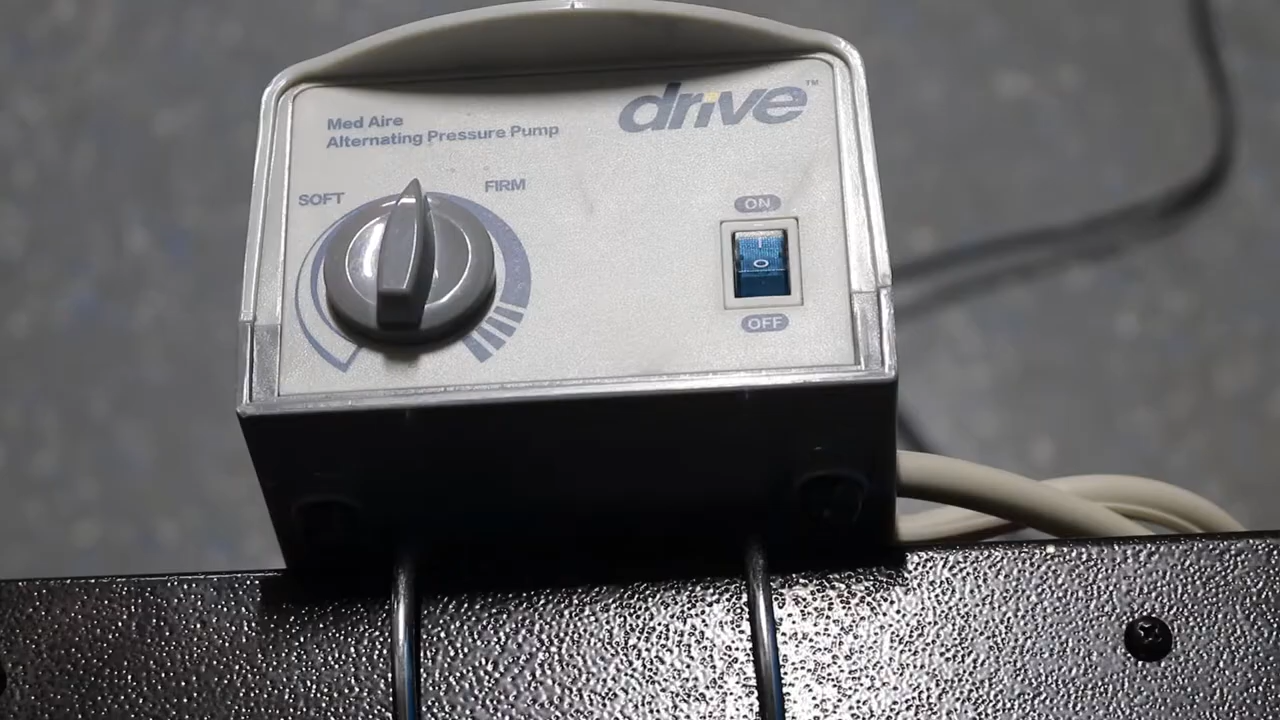 drive™
Med Aire
Alternating Pressure Pump
SOFT
FIRM
ON
OFF